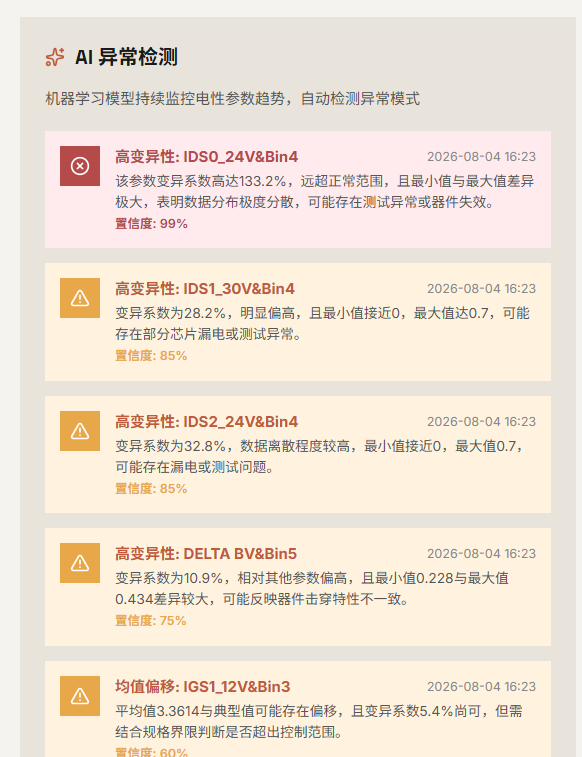 AI 异常检测
机器学习模型持续监控电性参数趋势，自动检测异常模式
高变异性: IDS0_24V&Bin4
2026-08-04 16:23
该参数变异系数高达133.2%，远超正常范围，且最小值与最大值差异
极大，表明数据分布极度分散，可能存在测试异常或器件失效。
置信度: 99%
高变异性: IDS1_30V&Bin4
2026-08-04 16:23
变异系数为28.2%，明显偏高，且最小值接近0，最大值达0.7，可能
存在部分芯片漏电或测试异常。
置信度: 85%
高变异性: IDS2_24V&Bin4
2026-08-04 16:23
变异系数为32.8%，数据离散程度较高，最小值接近0，最大值0.7，
可能存在漏电或测试问题。
置信度: 85%
高变异性: DELTA BV&Bin5
2026-08-04 16:23
变异系数为10.9%，相对其他参数偏高，且最小值0.228与最大值
0.434差异较大，可能反映器件击穿特性不一致。
置信度: 75%
均值偏移: IGS1_12V&Bin3
2026-08-04 16:23
平均值3.3614与典型值可能存在偏移，且变异系数5.4%尚可，但需
结合规格界限判断是否超出控制范围。
置信度: 60%